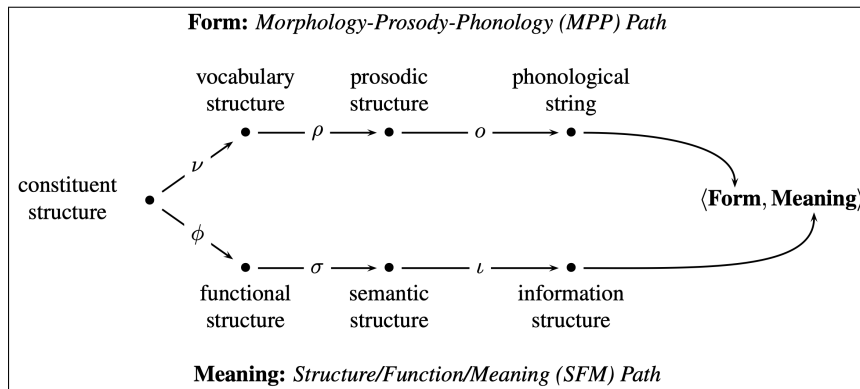 Form: Morphology-Prosody-Phonology (MPP) Path
vocabulary
structure
prosodic
structure
phonological
string
ρ
o
ν
constituent
structure
⟨Form, Meaning⟩
ϕ
σ
ι
functional
structure
semantic
structure
information
structure
Meaning: Structure/Function/Meaning (SFM) Path